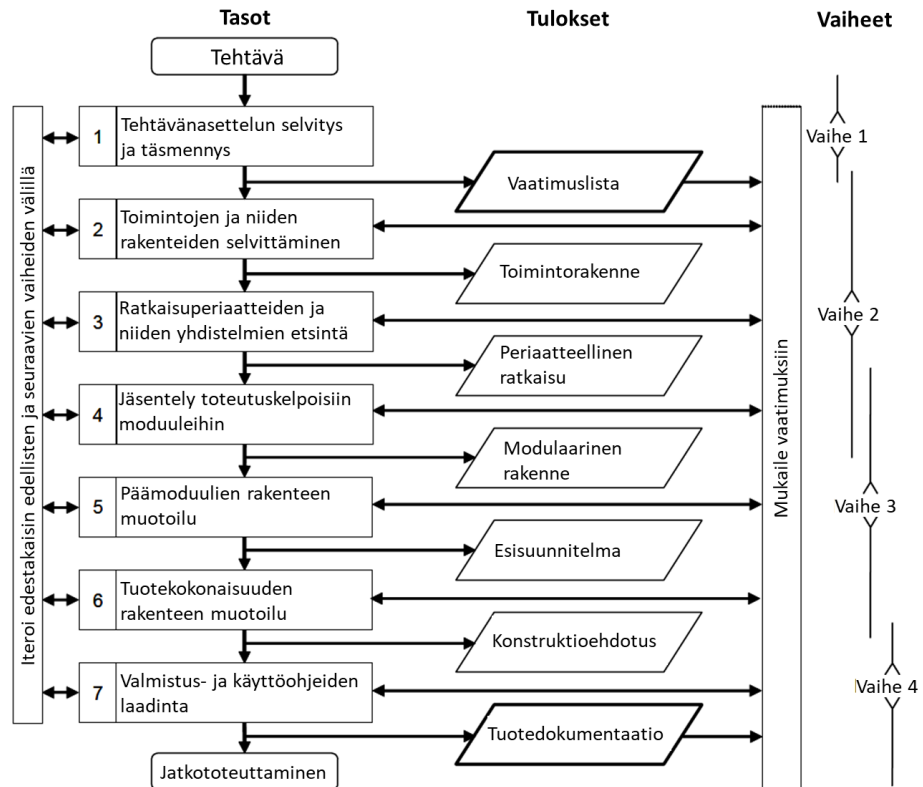 Tasot
Tulokset
Vaiheet
Tehtävä
Iteroi edestakaisin edellisten ja seuraavien vaiheiden välillä
1
Tehtävänasettelun selvitys
ja täsmennys
Vaihe 1
Vaatimuslista
2
Toimintojen ja niiden
rakenteiden selvittäminen
Toimintorakenne
3
Ratkaisuperiaatteiden ja
niiden yhdistelmien etsintä
Vaihe 2
Periaatteellinen
ratkaisu
Mukaile vaatimuksiin
4
Jäsentely toteutuskelpoisiin
moduuleihin
Modulaarinen
rakenne
5
Päämoduulien rakenteen
muotoilu
Vaihe 3
Esisuunnitelma
6
Tuotekokonaisuuden
rakenteen muotoilu
Konstruktioehdotus
7
Valmistus- ja käyttöohjeiden
laadinta
Vaihe 4
Tuotedokumentaatio
Jatkototeuttaminen